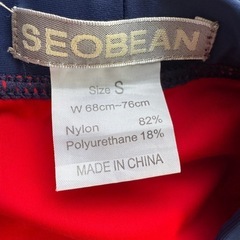 SEOBEAN
Size S
W 68cm~76cm
Nylon 82%
Polyurethane 18%
MADE IN CHINA